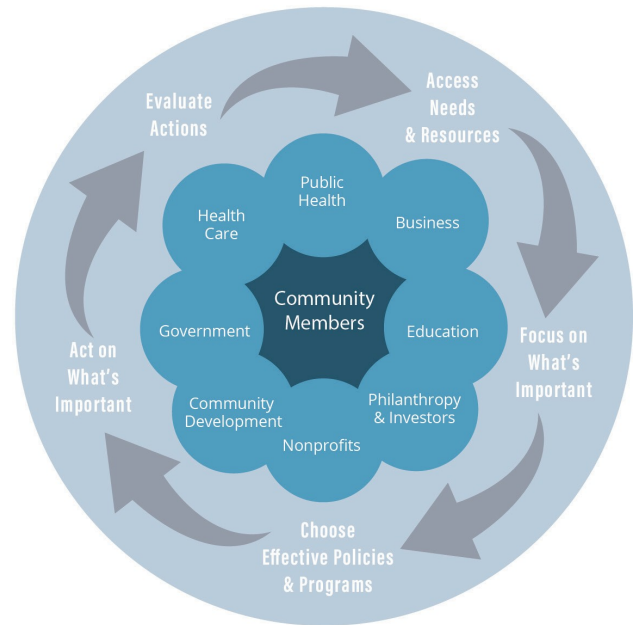 Evaluate
Actions
Access
Needs
& Resources
Focus on
What's
Important
Choose
Effective Policies
& Programs
Act on
What's
Important
Public
Health
Business
Education
Philanthropy
& Investors
Nonprofits
Community
Development
Government
Health
Care
Community
Members